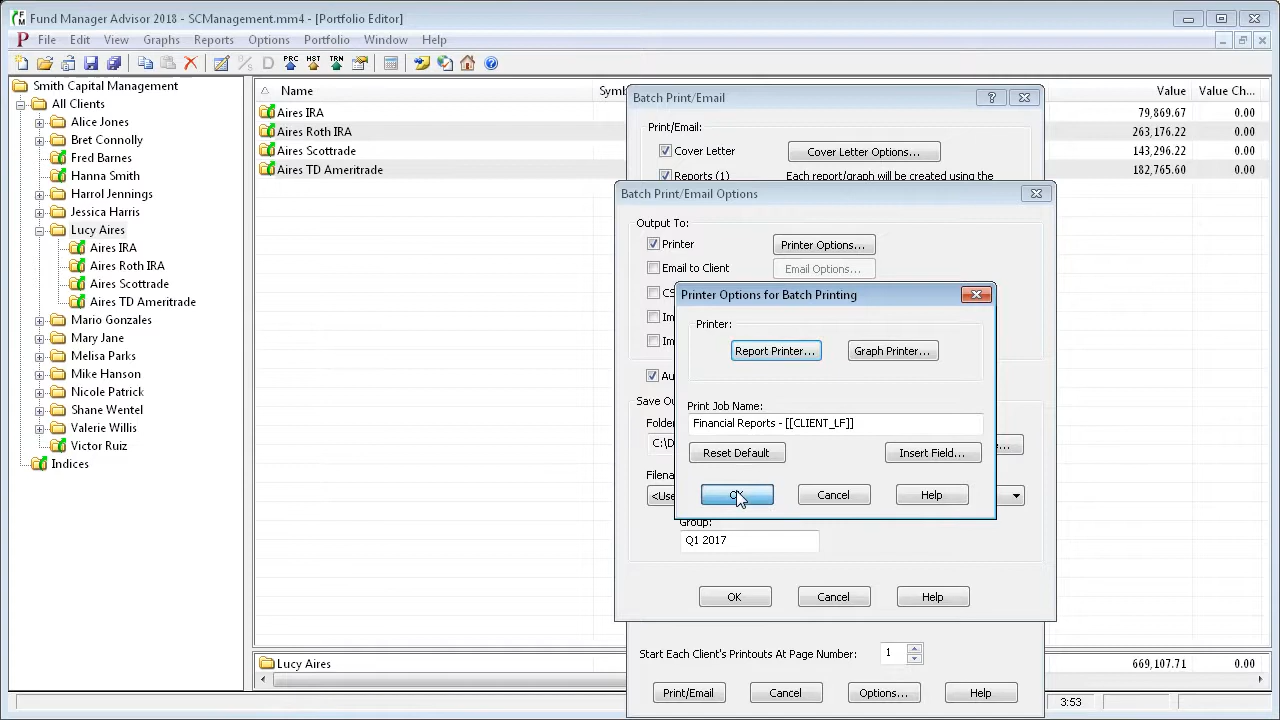 Fund Manager Advisor 2018 - SCManagement.mm4 - [Portfolio Editor]
File Edit View Graphs Reports Options Portfolio Window Help
PRC HST TRN
Smith Capital Management
All Clients
Alice Jones
Bret Connolly
Fred Barnes
Hanna Smith
Harrol Jennings
Jessica Harris
Lucy Aires
Aires IRA
Aires Roth IRA
Aires Scottrade
Aires TD Ameritrade
Mario Gonzales
Mary Jane
Melisa Parks
Mike Hanson
Nicole Patrick
Shane Wentel
Valerie Willis
Victor Ruiz
Indices
Name Value Value Ch...
Aires IRA 79,869.67 0.00
Aires Roth IRA 263,176.22 0.00
Aires Scottrade 143,296.22 0.00
Aires TD Ameritrade 182,765.60 0.00
Lucy Aires 669,107.71 0.00
3:53
Batch Print/Email
Print/Email:
Cover Letter Cover Letter Options...
Reports (1) Each report/graph will be created using the
Start Each Client's Printouts At Page Number: 1
Print/Email Cancel Options... Help
Batch Print/Email Options
Output To:
Printer Printer Options...
Email to Client Email Options...
Group:
Q1 2017
OK Cancel Help
Printer Options for Batch Printing
Printer:
Report Printer... Graph Printer...
Print Job Name:
Financial Reports - [[CLIENT_LF]]
Reset Default Insert Field...
Cancel Help